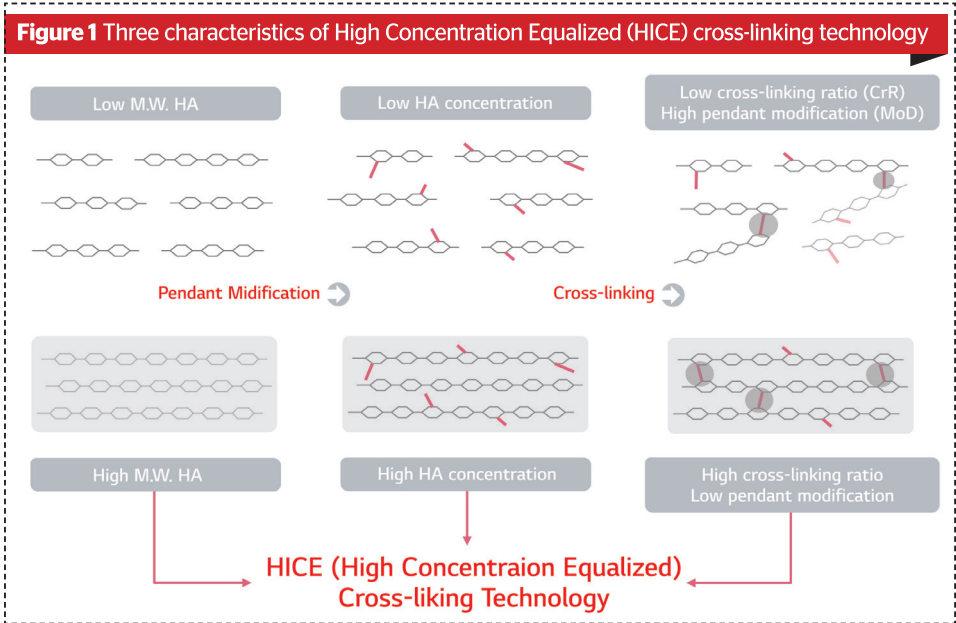 Figure 1 Three characteristics of High Concentration Equalized (HICE) cross-linking technology
Low M.W. HA
Low HA concentration
Low cross-linking ratio (CrR)
High pendant modification (MoD)
Pendant Midification
Cross-linking
High M.W. HA
High HA concentration
High cross-linking ratio
Low pendant modification
HICE (High Concentraion Equalized)
Cross-liking Technology